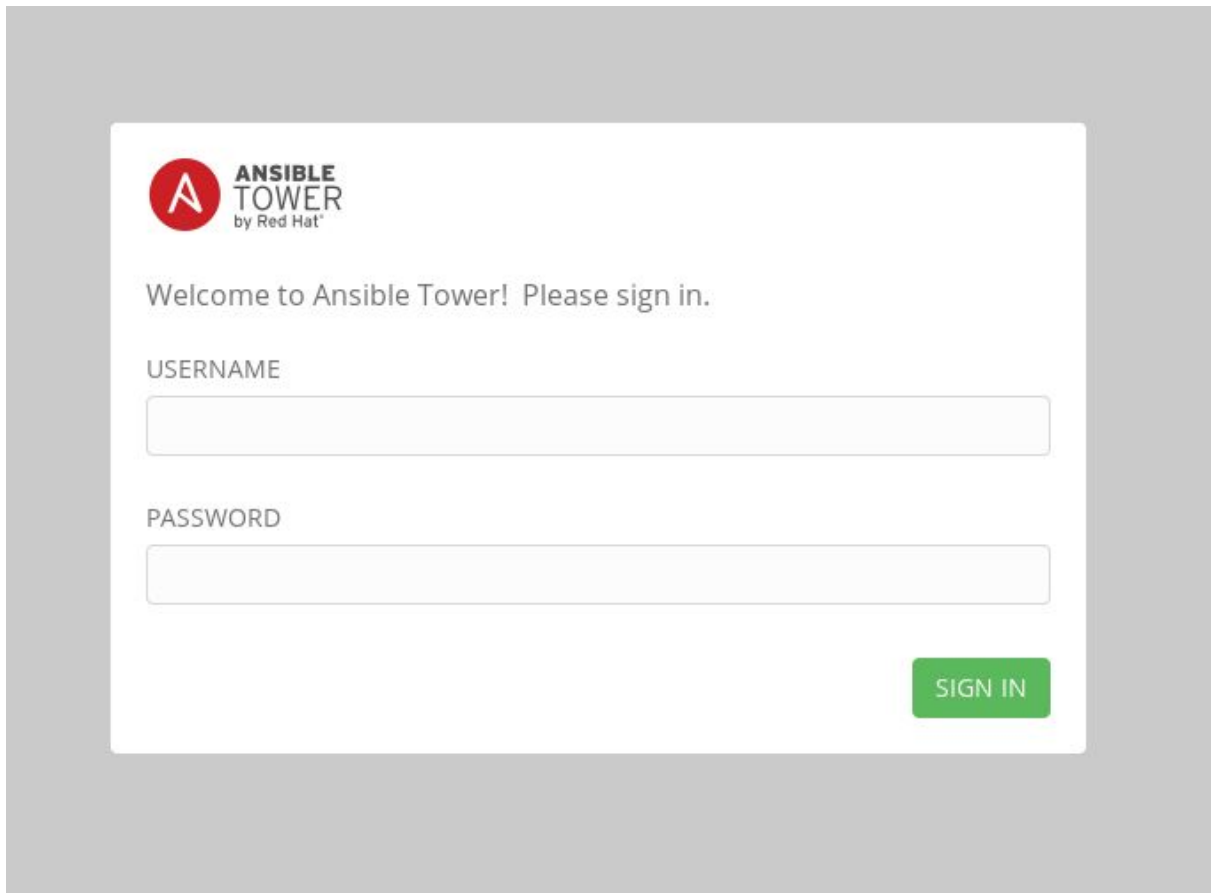 ANSIBLE
TOWER
by Red Hat®
Welcome to Ansible Tower!  Please sign in.
USERNAME
PASSWORD
SIGN IN